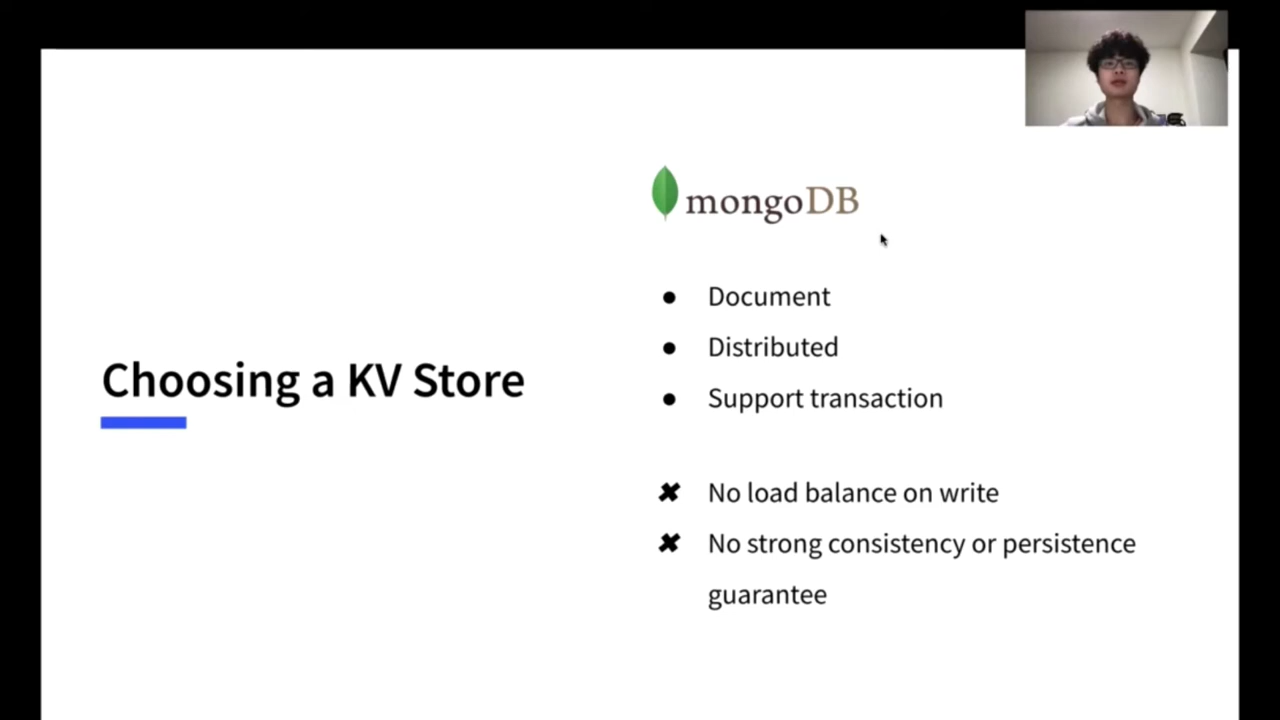 mongoDB
Document
Distributed
Support transaction
Choosing a KV Store
No load balance on write
No strong consistency or persistence
guarantee